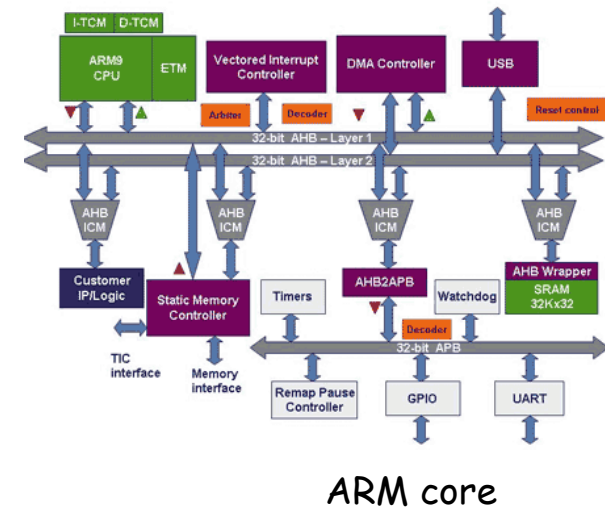 I-TCM D-TCM
ARM9
CPU
ETM
Vectored Interrupt
Controller
DMA Controller
USB
Arbiter
Decoder
Reset control
32-bit AHB – Layer 1
32-bit AHB – Layer 2
AHB
ICM
AHB
ICM
AHB
ICM
AHB
ICM
Customer
IP/Logic
Static Memory
Controller
Timers
AHB2APB
Watchdog
AHB Wrapper
SRAM
32Kx32
Decoder
32-bit APB
TIC
interface
Memory
interface
Remap Pause
Controller
GPIO
UART
ARM core